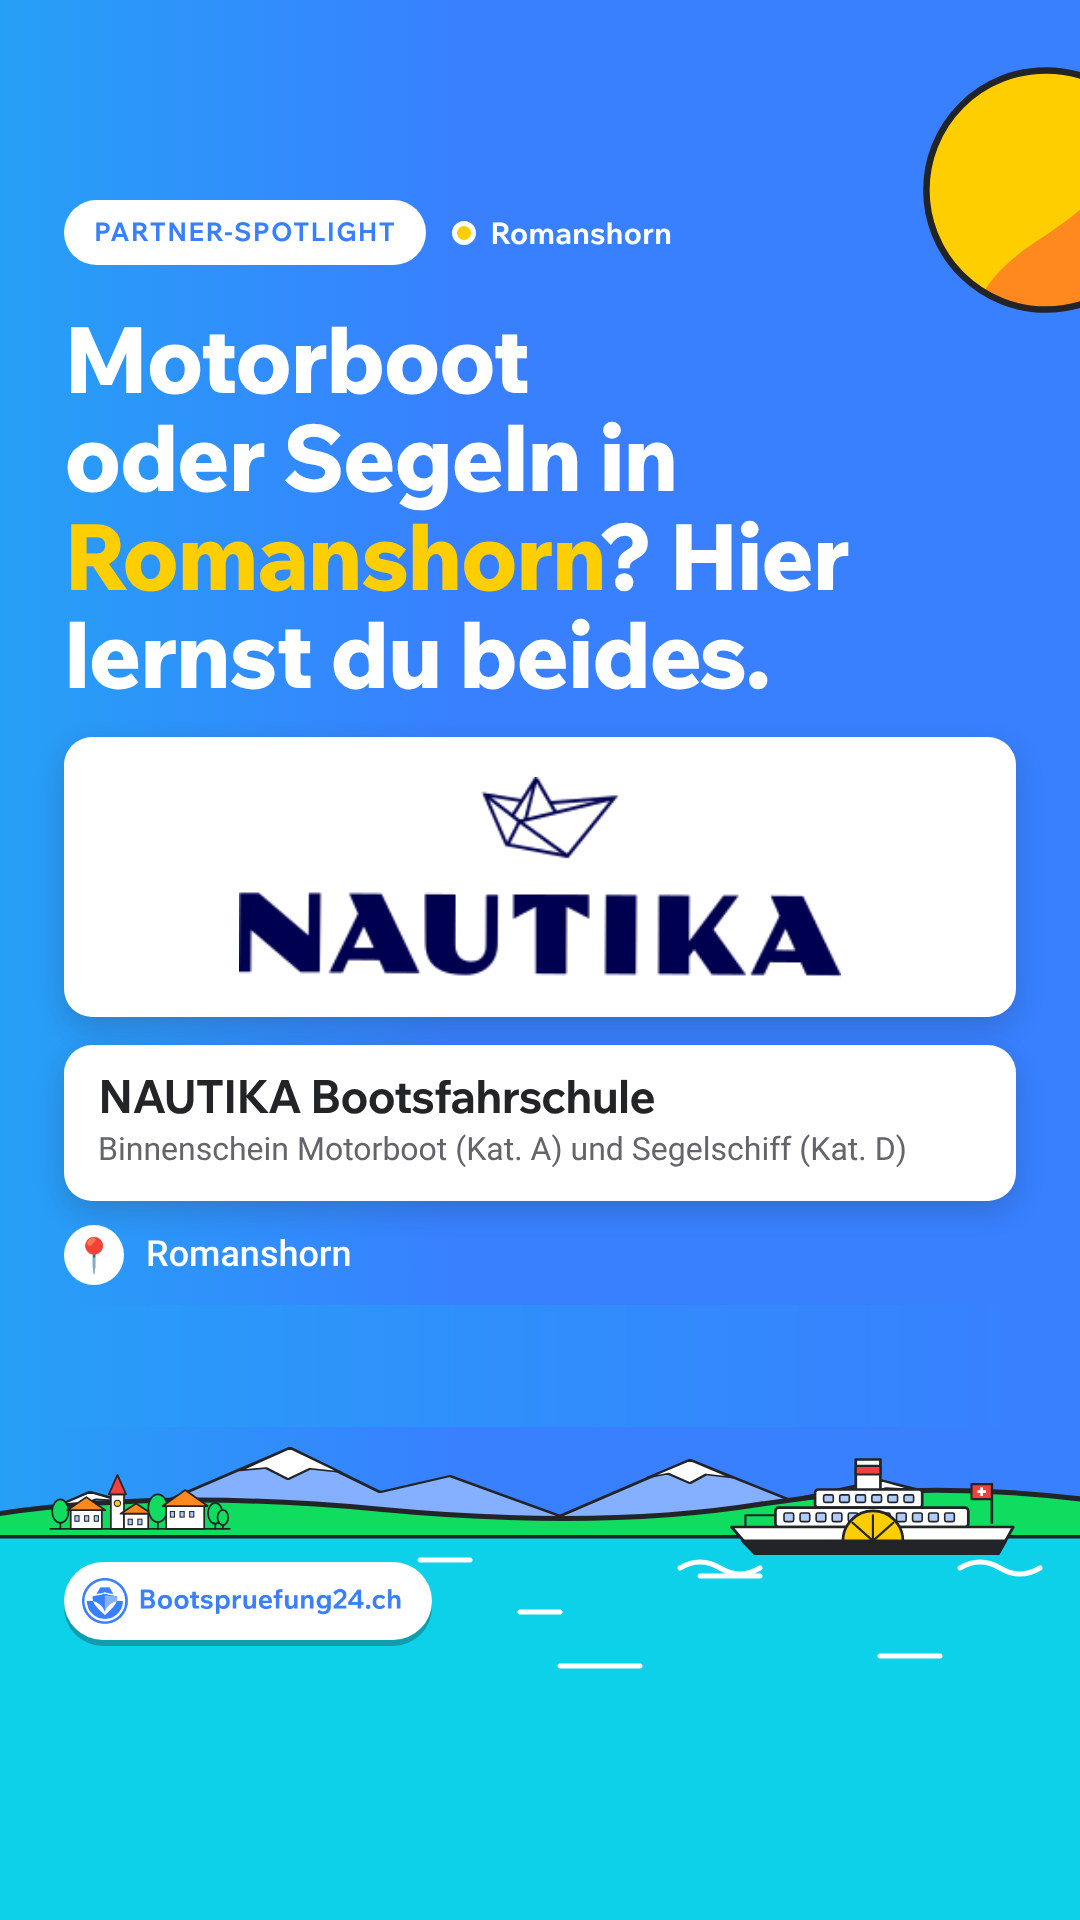 PARTNER-SPOTLIGHT
Romanshorn
Motorboot
oder Segeln in
Romanshorn? Hier
lernst du beides.
NAUTIKA
NAUTIKA Bootsfahrschule
Binnenschein Motorboot (Kat. A) und Segelschiff (Kat. D)
Romanshorn
Bootspruefung24.ch